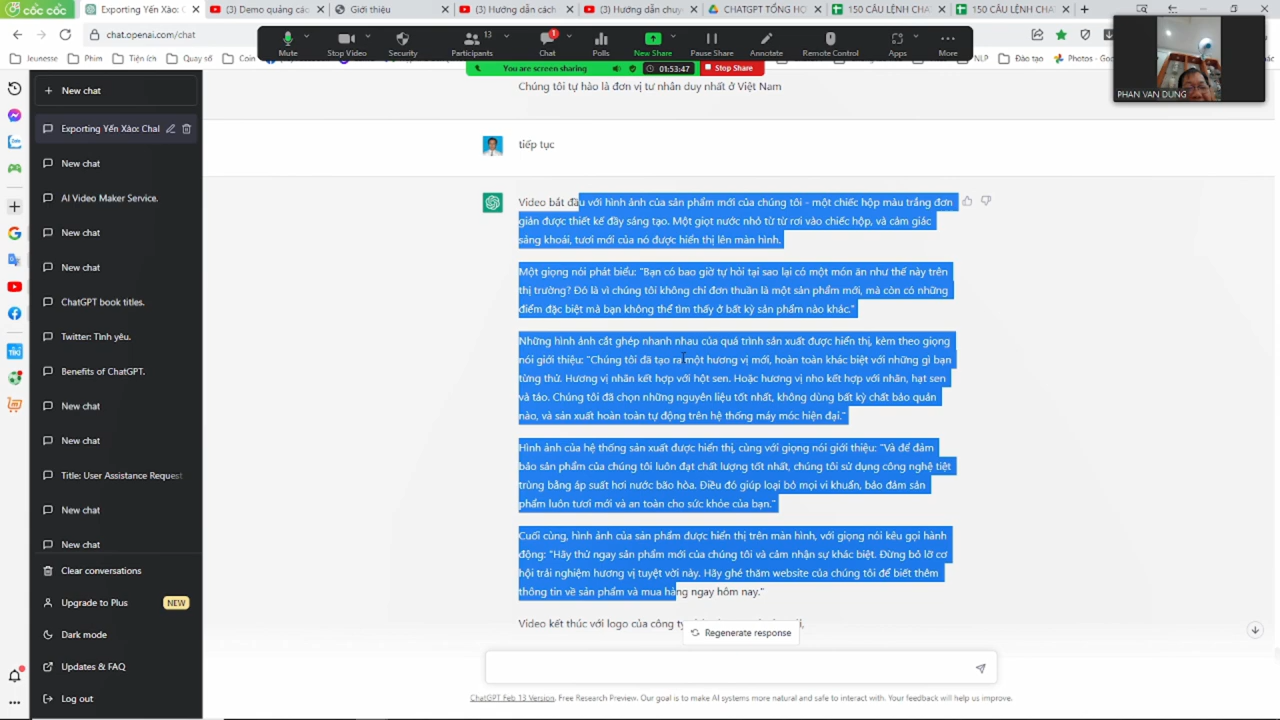 cốc cốc
Exporting Yến Xào: C
(3) Demo quảng cáo
Giới thiệu
(3) Hướng dẫn cách
(3) Hướng dẫn chuy
CHATGPT TỔNG HỢ
150 CÂU LỆNH CHAT
150 CÂU LỆNH CHAT
chat.openai.com/chat
Jeunesse
Phim
Tiện ích
Quay số
Coin
NLP
Đào tạo
Photos - Goo
Mute
Stop Video
Security
Participants
13
Chat
1
Polls
New Share
Pause Share
Annotate
Remote Control
Apps
More
You are screen sharing
01:53:47
Stop Share
PHAN VAN DUNG
New chat
Exporting Yến Xào: Chal
New chat
AI Video Maker Service.
New chat
New chat
ChatGPT book titles.
Twitter: Tình yêu.
Benefits of ChatGPT.
New chat
New chat
Title: User Assistance Request
New chat
New chat
Clear conversations
Upgrade to Plus
NEW
Dark mode
Updates & FAQ
Log out
Zalo
TIKI
Chúng tôi tự hào là đơn vị tư nhân duy nhất ở Việt Nam
tiếp tục
Video bắt đầu với hình ảnh của sản phẩm mới của chúng tôi - một chiếc hộp màu trắng đơn
giản được thiết kế đầy sáng tạo. Một giọt nước nhỏ từ từ rơi vào chiếc hộp, và cảm giác
sảng khoái, tươi mới của nó được hiển thị lên màn hình.
Một giọng nói phát biểu: "Bạn có bao giờ tự hỏi tại sao lại có một món ăn như thế này trên
thị trường? Đó là vì chúng tôi không chỉ đơn thuần là một sản phẩm mới, mà còn có những
điểm đặc biệt mà bạn không thể tìm thấy ở bất kỳ sản phẩm nào khác."
Những hình ảnh cắt ghép nhanh nhau của quá trình sản xuất được hiển thị, kèm theo giọng
nói giới thiệu: "Chúng tôi đã tạo ra một hương vị mới, hoàn toàn khác biệt với những gì bạn
từng thử. Hương vị nhãn kết hợp với hột sen. Hoặc hương vị nho kết hợp với nhãn, hạt sen
và táo. Chúng tôi đã chọn những nguyên liệu tốt nhất, không dùng bất kỳ chất bảo quản
nào, và sản xuất hoàn toàn tự động trên hệ thống máy móc hiện đại."
Hình ảnh của hệ thống sản xuất được hiển thị, cùng với giọng nói giới thiệu: "Và để đảm
bảo sản phẩm của chúng tôi luôn đạt chất lượng tốt nhất, chúng tôi sử dụng công nghệ tiệt
trùng bằng áp suất hơi nước bão hòa. Điều đó giúp loại bỏ mọi vi khuẩn, bảo đảm sản
phẩm luôn tươi mới và an toàn cho sức khỏe của bạn."
Cuối cùng, hình ảnh của sản phẩm được hiển thị trên màn hình, với giọng nói kêu gọi hành
động: "Hãy thử ngay sản phẩm mới của chúng tôi và cảm nhận sự khác biệt. Đừng bỏ lỡ cơ
hội trải nghiệm hương vị tuyệt vời này. Hãy ghé thăm website của chúng tôi để biết thêm
thông tin về sản phẩm và mua hàng ngay hôm nay."
Video kết thúc với logo của công ty
Regenerate response
ChatGPT Feb 13 Version. Free Research Preview. Our goal is to make AI systems more natural and safe to interact with. Your feedback will help us improve.